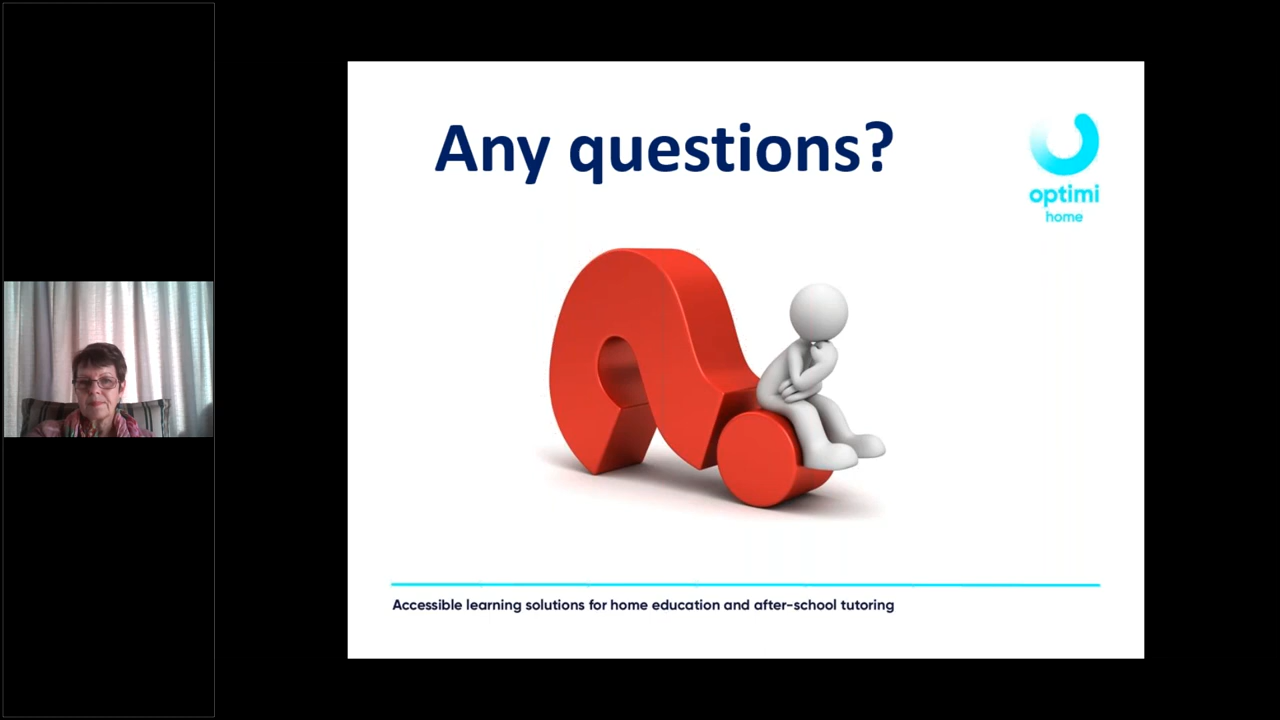 Any questions?
optimi
home
Accessible learning solutions for home education and after-school tutoring